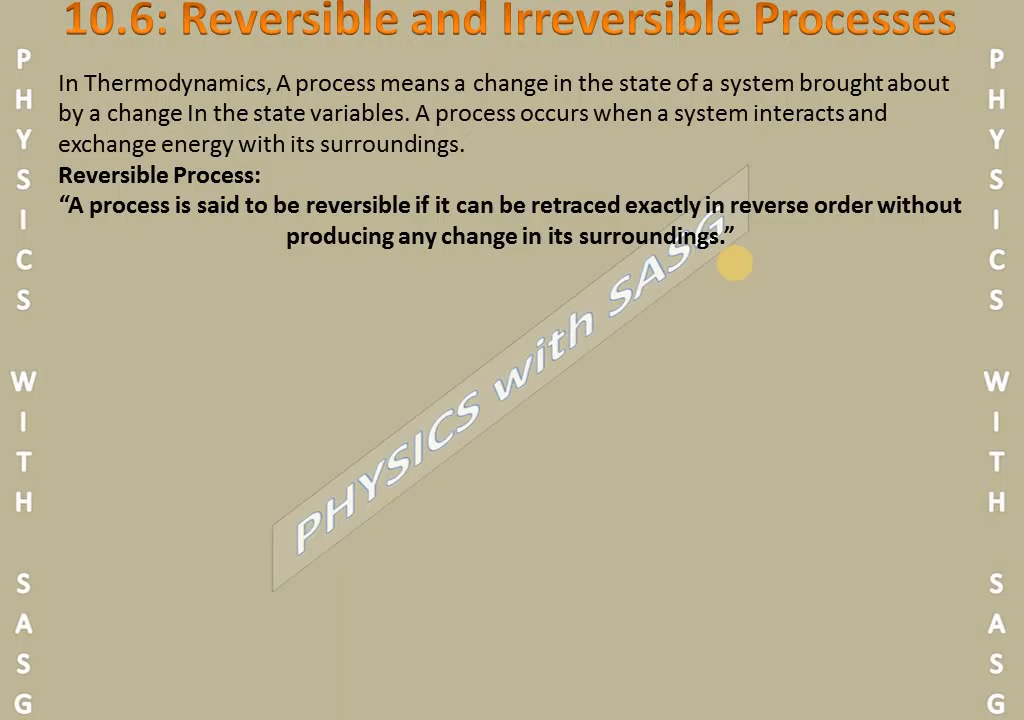 10.6: Reversible and Irreversible Processes
In Thermodynamics, A process means a change in the state of a system brought about
by a change In the state variables. A process occurs when a system interacts and
exchange energy with its surroundings.
Reversible Process:
“A process is said to be reversible if it can be retraced exactly in reverse order without
producing any change in its surroundings.”
PHYSICS with SASG
PHYSICS WITH SASG
PHYSICS WITH SASG